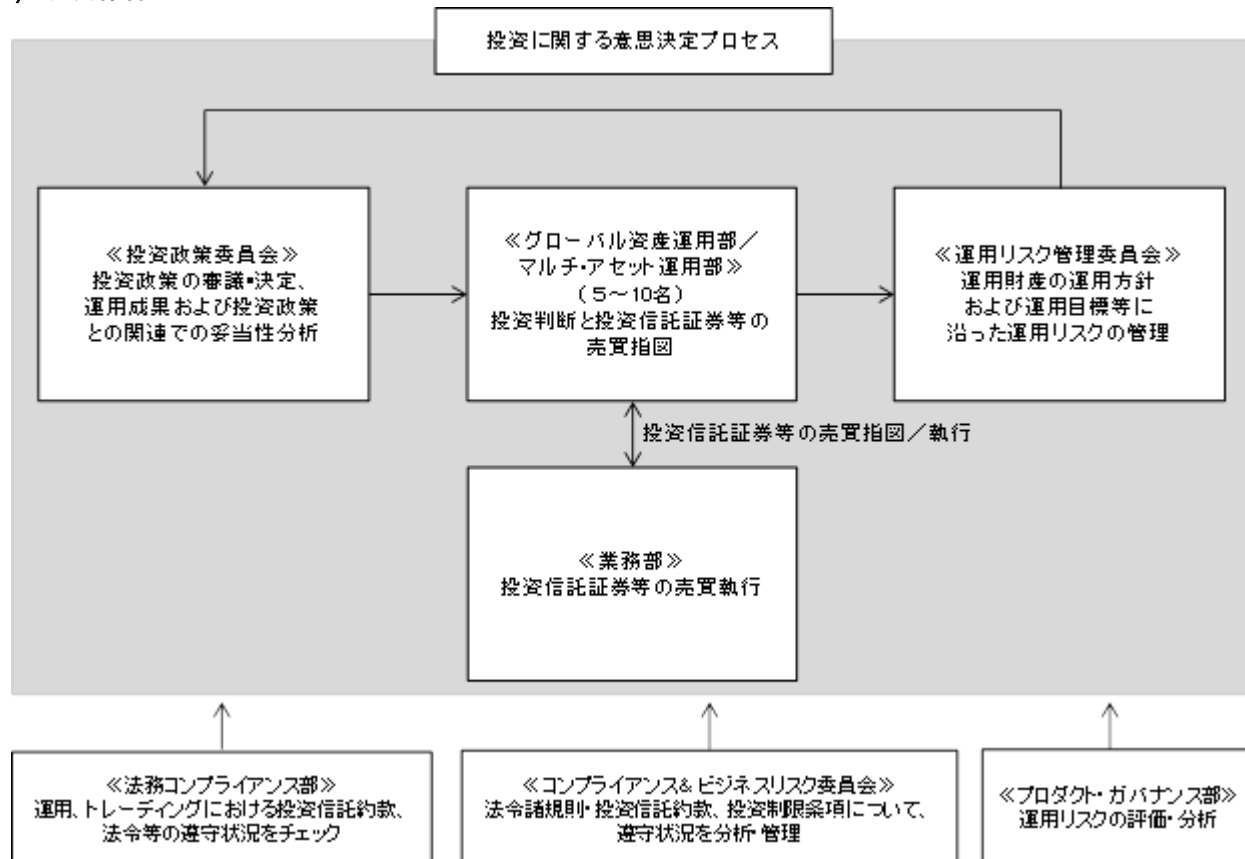 投資に関する意思決定プロセス
≪投資政策委員会≫
投資政策の審議・決定、
運用成果および投資政策
との関連での妥当性分析
≪グローバル資産運用部／
マルチ・アセット運用部≫
（５～10名）
投資判断と投資信託証券等の
売買指図
≪運用リスク管理委員会≫
運用財産の運用方針
および運用目標等に
沿った運用リスクの管理
投資信託証券等の売買指図／執行
≪業務部≫
投資信託証券等の売買執行
≪法務コンプライアンス部≫
運用、トレーディングにおける投資信託約款、
法令等の遵守状況をチェック
≪コンプライアンス＆ビジネスリスク委員会≫
法令諸規則・投資信託約款、投資制限条項について、
遵守状況を分析・管理
≪プロダクト・ガバナンス部≫
運用リスクの評価・分析